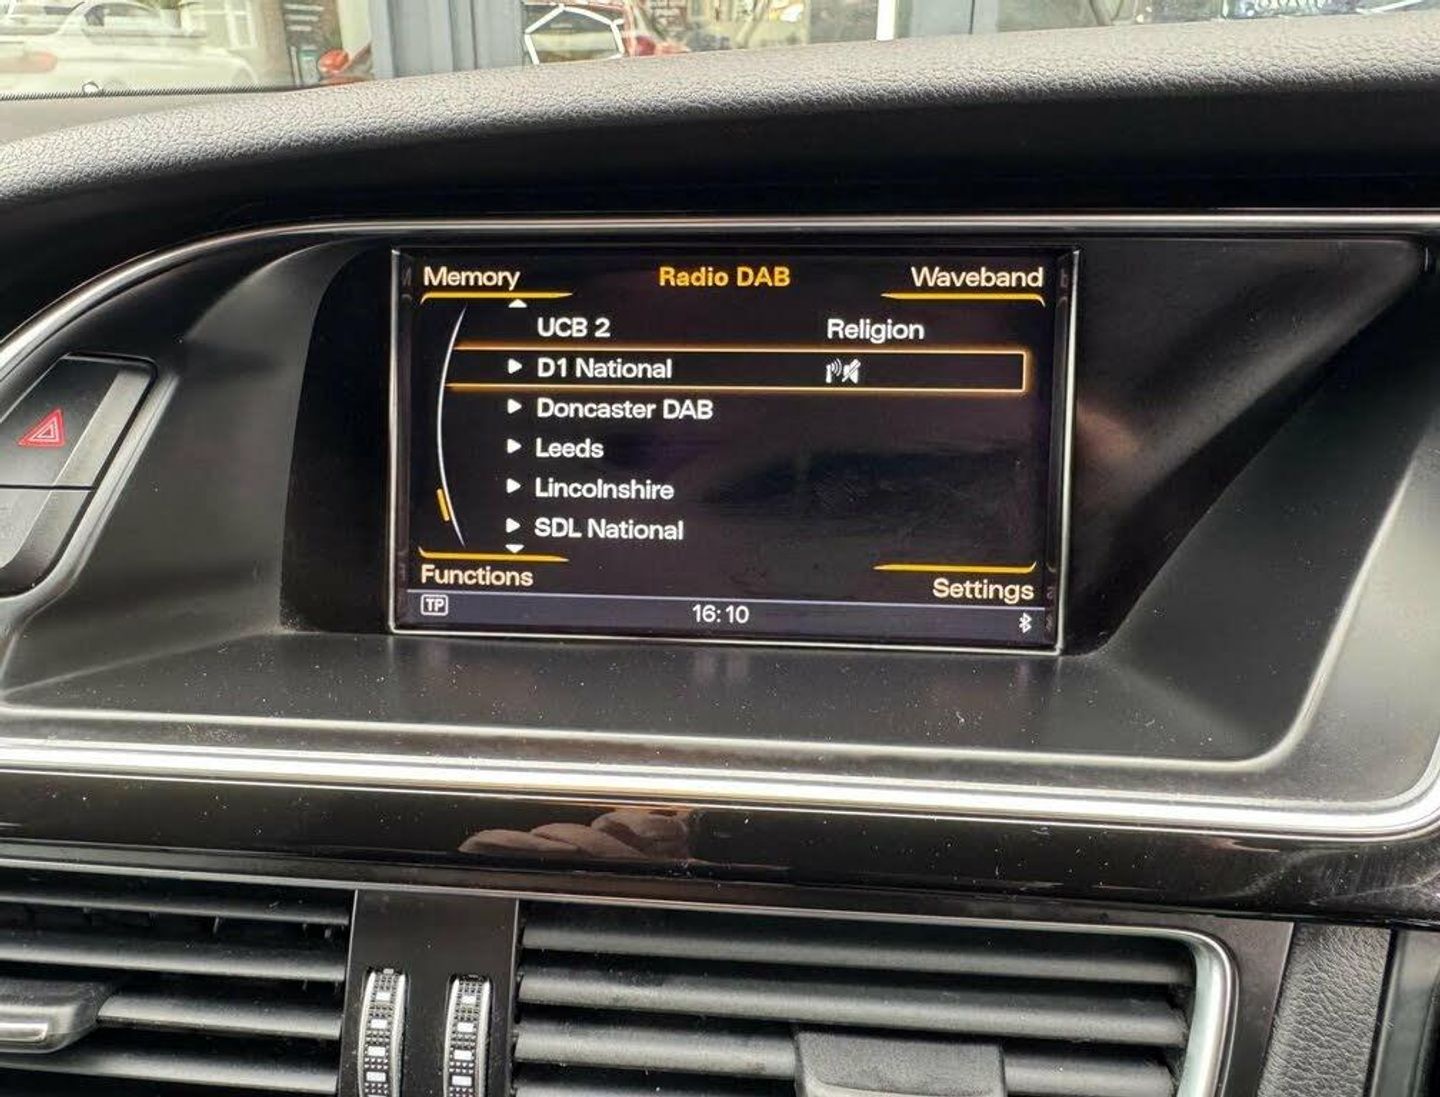 Memory Radio DAB Waveband
UCB 2 Religion
D1 National
Doncaster DAB
Leeds
Lincolnshire
SDL National
Functions Settings
TP 16:10